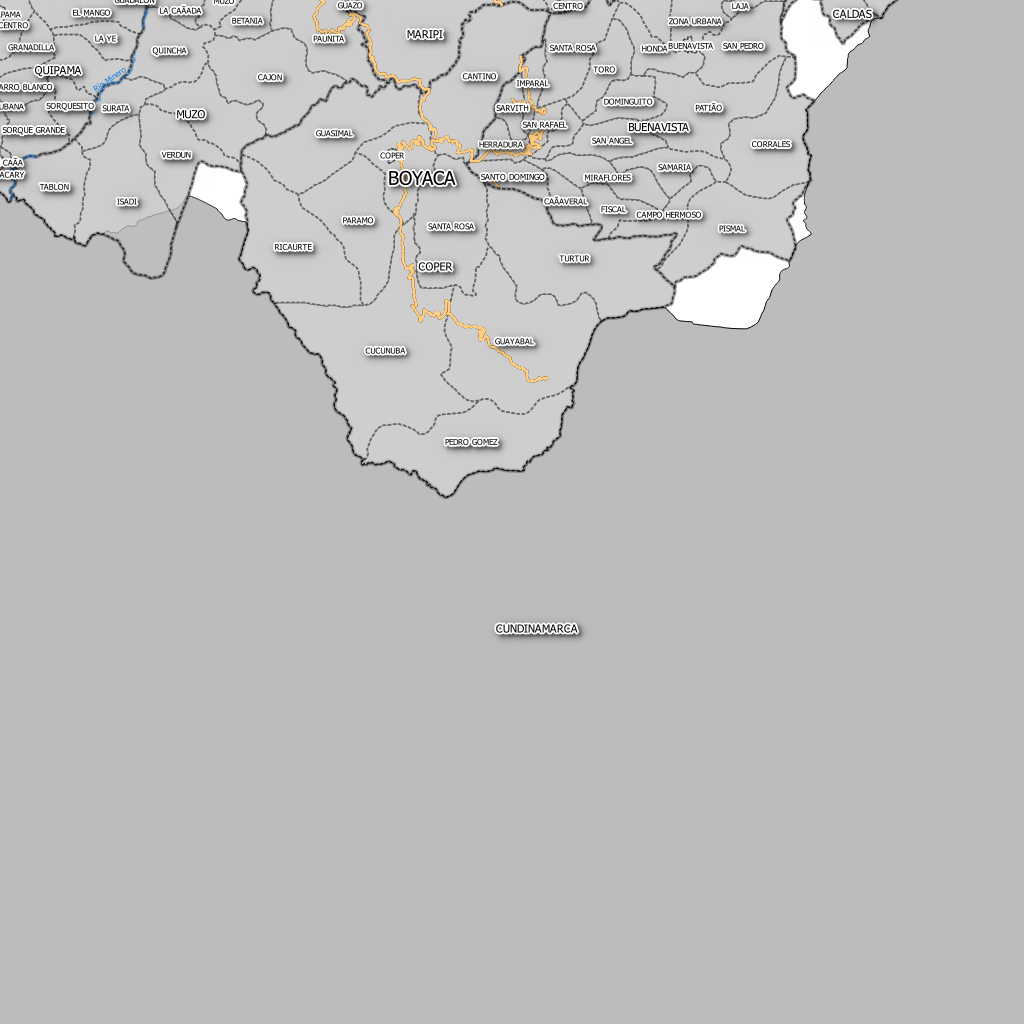 GUADALON
MUZO
GUAZO
CENTRO
LAJA
APAMA
CENTRO
EL MANGO
LA CAÃADA
BETANIA
ZONA URBANA
CALDAS
PAUNITA
MARIPI
LA YE
GRANADILLA
QUINCHA
SANTA ROSA
HONDA
BUENAVISTA
SAN PEDRO
QUIPAMA
CAJON
CANTINO
TORO
Rio Minero
IMPARAL
ARRO BLANCO
UBANA
SORQUESITO
SURATA
SARVITH
DOMINGUITO
PATIÃO
MUZO
SORQUE GRANDE
GUASIMAL
SAN RAFAEL
BUENAVISTA
SAN ANGEL
HERRADURA
CORRALES
VERDUN
COPER
CAÃA
ACARY
SAMARIA
BOYACA
SANTO DOMINGO
MIRAFLORES
TABLON
ISADI
CAÃAVERAL
FISCAL
CAMPO HERMOSO
PARAMO
SANTA ROSA
PISMAL
RICAURTE
TURTUR
COPER
GUAYABAL
CUCUNUBA
PEDRO GOMEZ
CUNDINAMARCA